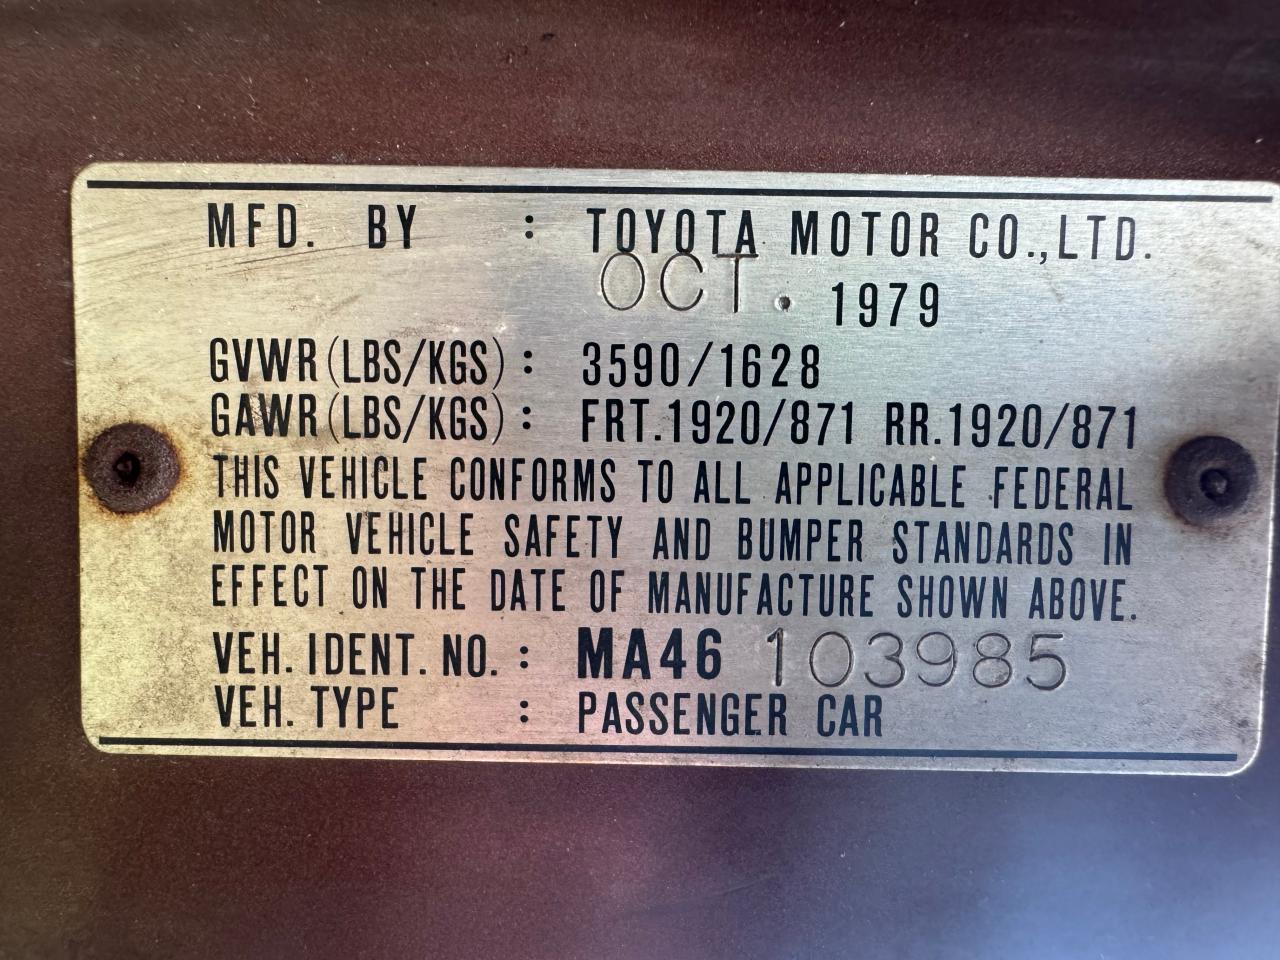 MFD. BY : TOYOTA MOTOR CO.,LTD.
OCT. 1979
GVWR(LBS/KGS): 3590/1628
GAWR(LBS/KGS): FRT.1920/871 RR.1920/871
THIS VEHICLE CONFORMS TO ALL APPLICABLE FEDERAL
MOTOR VEHICLE SAFETY AND BUMPER STANDARDS IN
EFFECT ON THE DATE OF MANUFACTURE SHOWN ABOVE.
VEH. IDENT. NO. : MA46 103985
VEH. TYPE : PASSENGER CAR